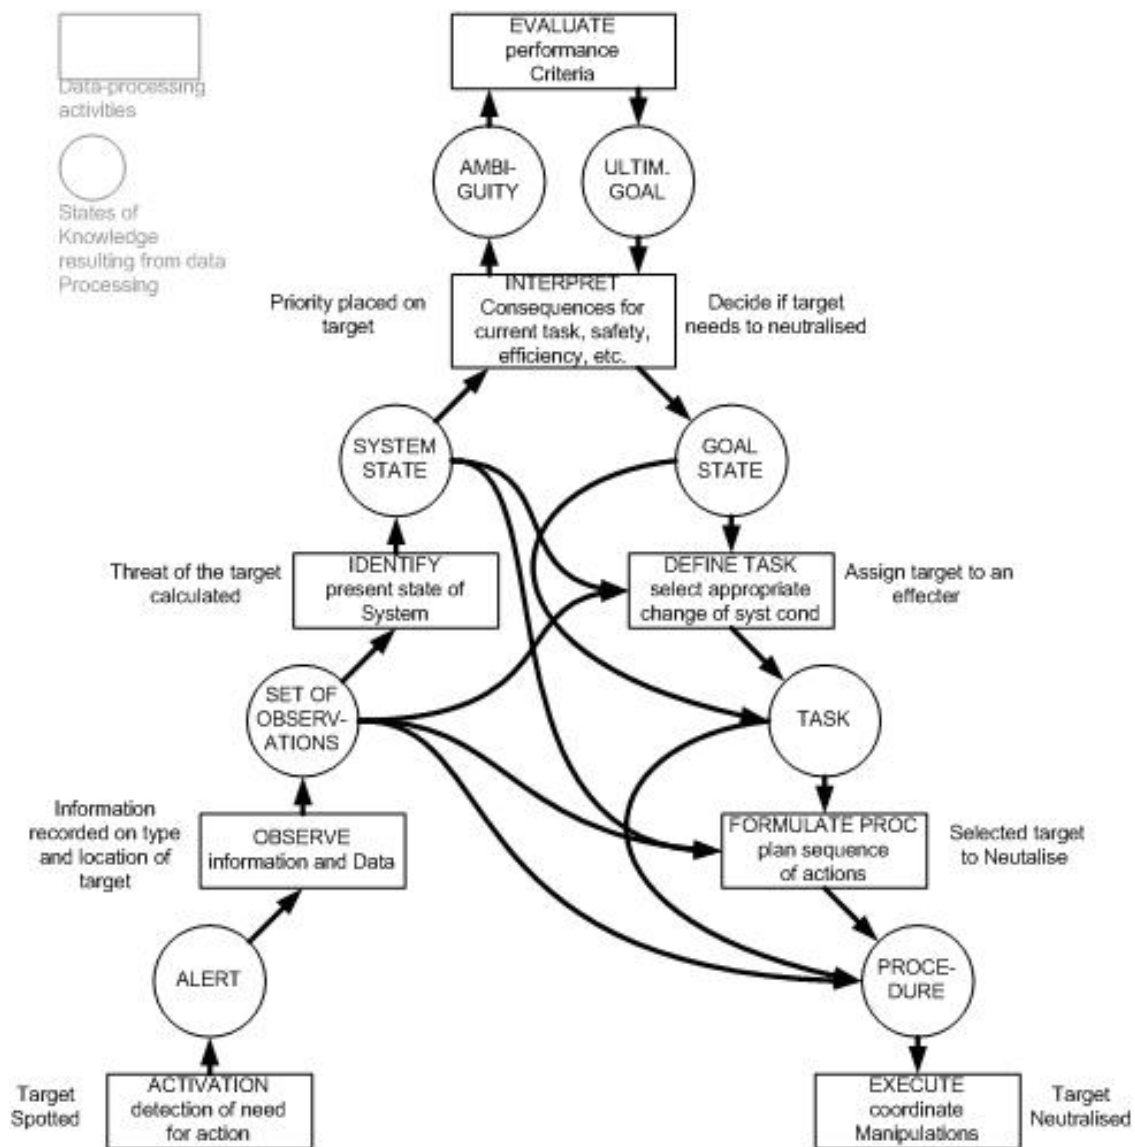 EVALUATE
performance
Criteria
Data-processing
activities
AMBI-
GUITY
ULTIM.
GOAL
States of
Knowledge
resulting from data
Processing
Priority placed on
target
INTERPRET
Consequences for
current task, safety,
efficiency, etc.
Decide if target
needs to neutralised
SYSTEM
STATE
GOAL
STATE
Threat of the target
calculated
IDENTIFY
present state of
System
DEFINE TASK
select appropriate
change of syst cond
Assign target to an
effecter
SET OF
OBSERV-
ATIONS
TASK
Information
recorded on type
and location of
target
OBSERVE
information and Data
FORMULATE PROC
plan sequence
of actions
Selected target
to Neutalise
ALERT
PROCE-
DURE
Target
Spotted
ACTIVATION
detection of need
for action
EXECUTE
coordinate
Manipulations
Target
Neutralised